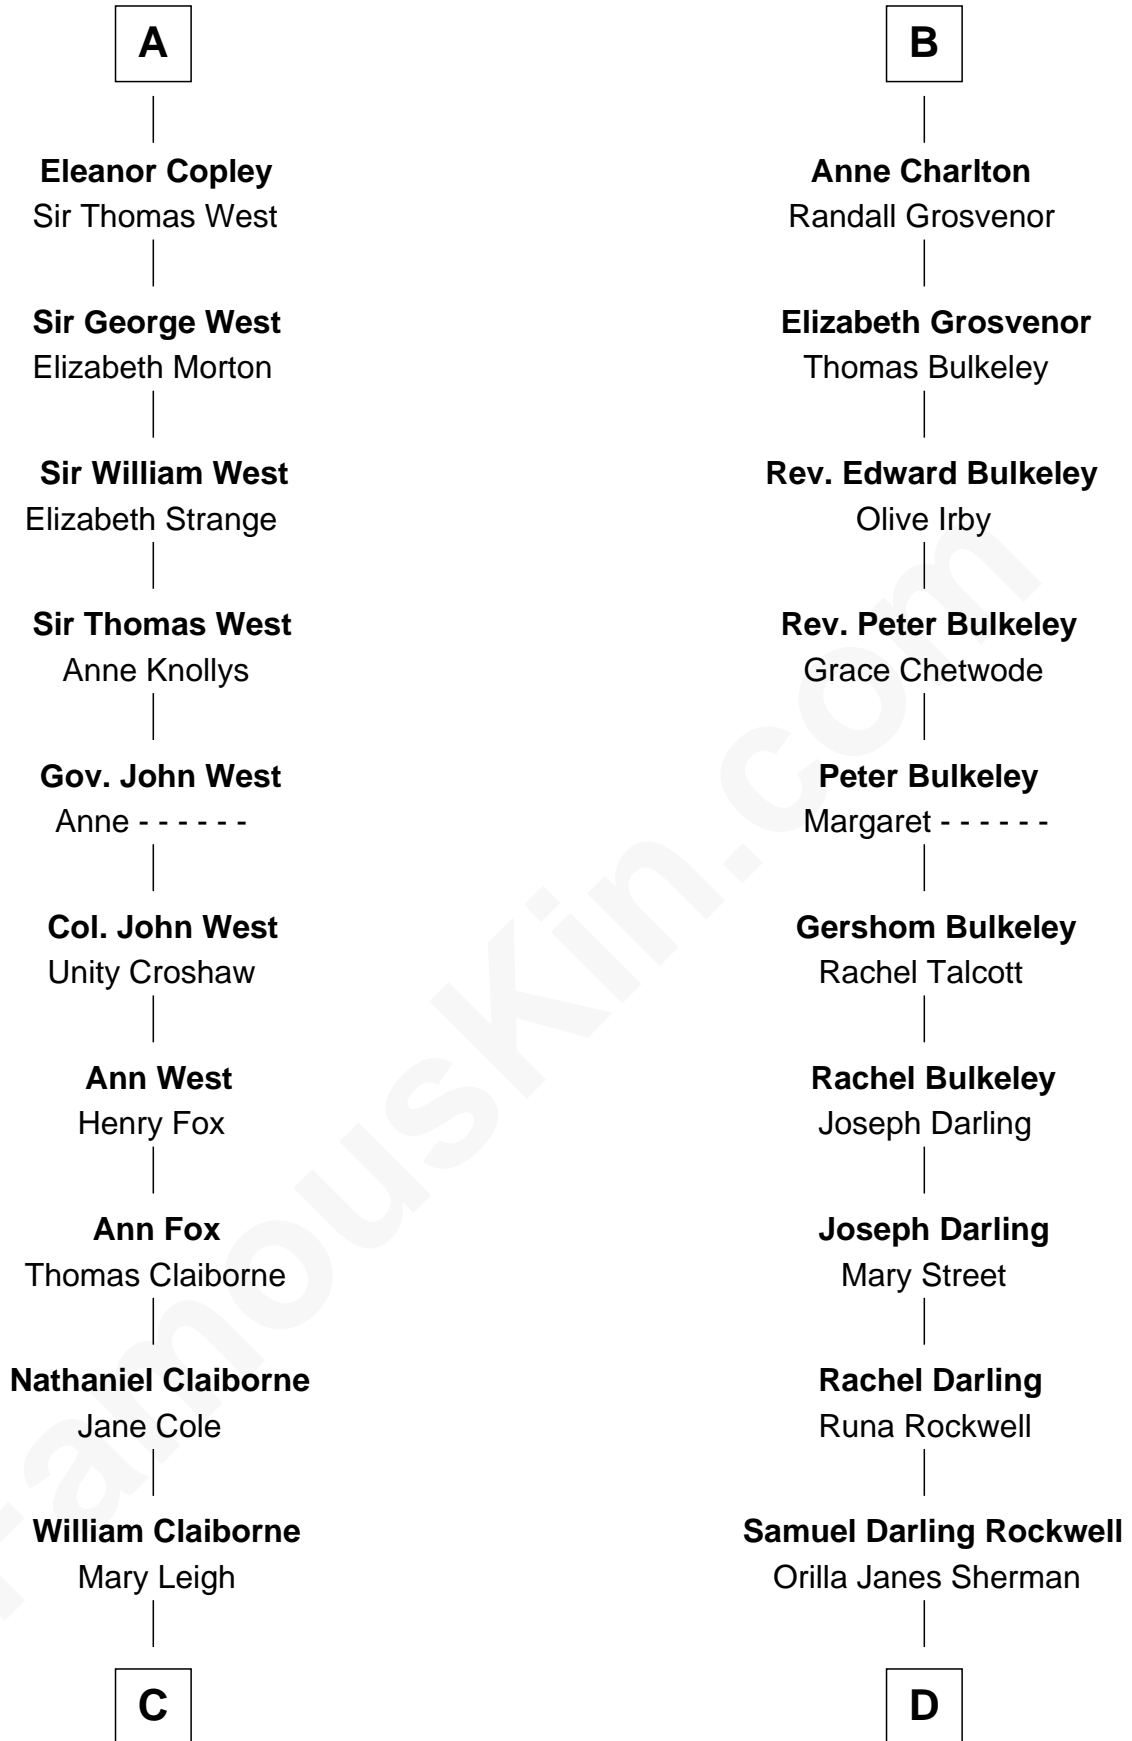 A
Eleanor Copley
Sir Thomas West
Sir George West
Elizabeth Morton
Sir William West
Elizabeth Strange
Sir Thomas West
Anne Knollys
Gov. John West
Anne - - - - - -
Col. John West
Unity Croshaw
Ann West
Henry Fox
Ann Fox
Thomas Claiborne
Nathaniel Claiborne
Jane Cole
William Claiborne
Mary Leigh
C
B
Anne Charlton
Randall Grosvenor
Elizabeth Grosvenor
Thomas Bulkeley
Rev. Edward Bulkeley
Olive Irby
Rev. Peter Bulkeley
Grace Chetwode
Peter Bulkeley
Margaret - - - - - -
Gershom Bulkeley
Rachel Talcott
Rachel Bulkeley
Joseph Darling
Joseph Darling
Mary Street
Rachel Darling
Runa Rockwell
Samuel Darling Rockwell
Orilla Janes Sherman
D
FamousKin.com